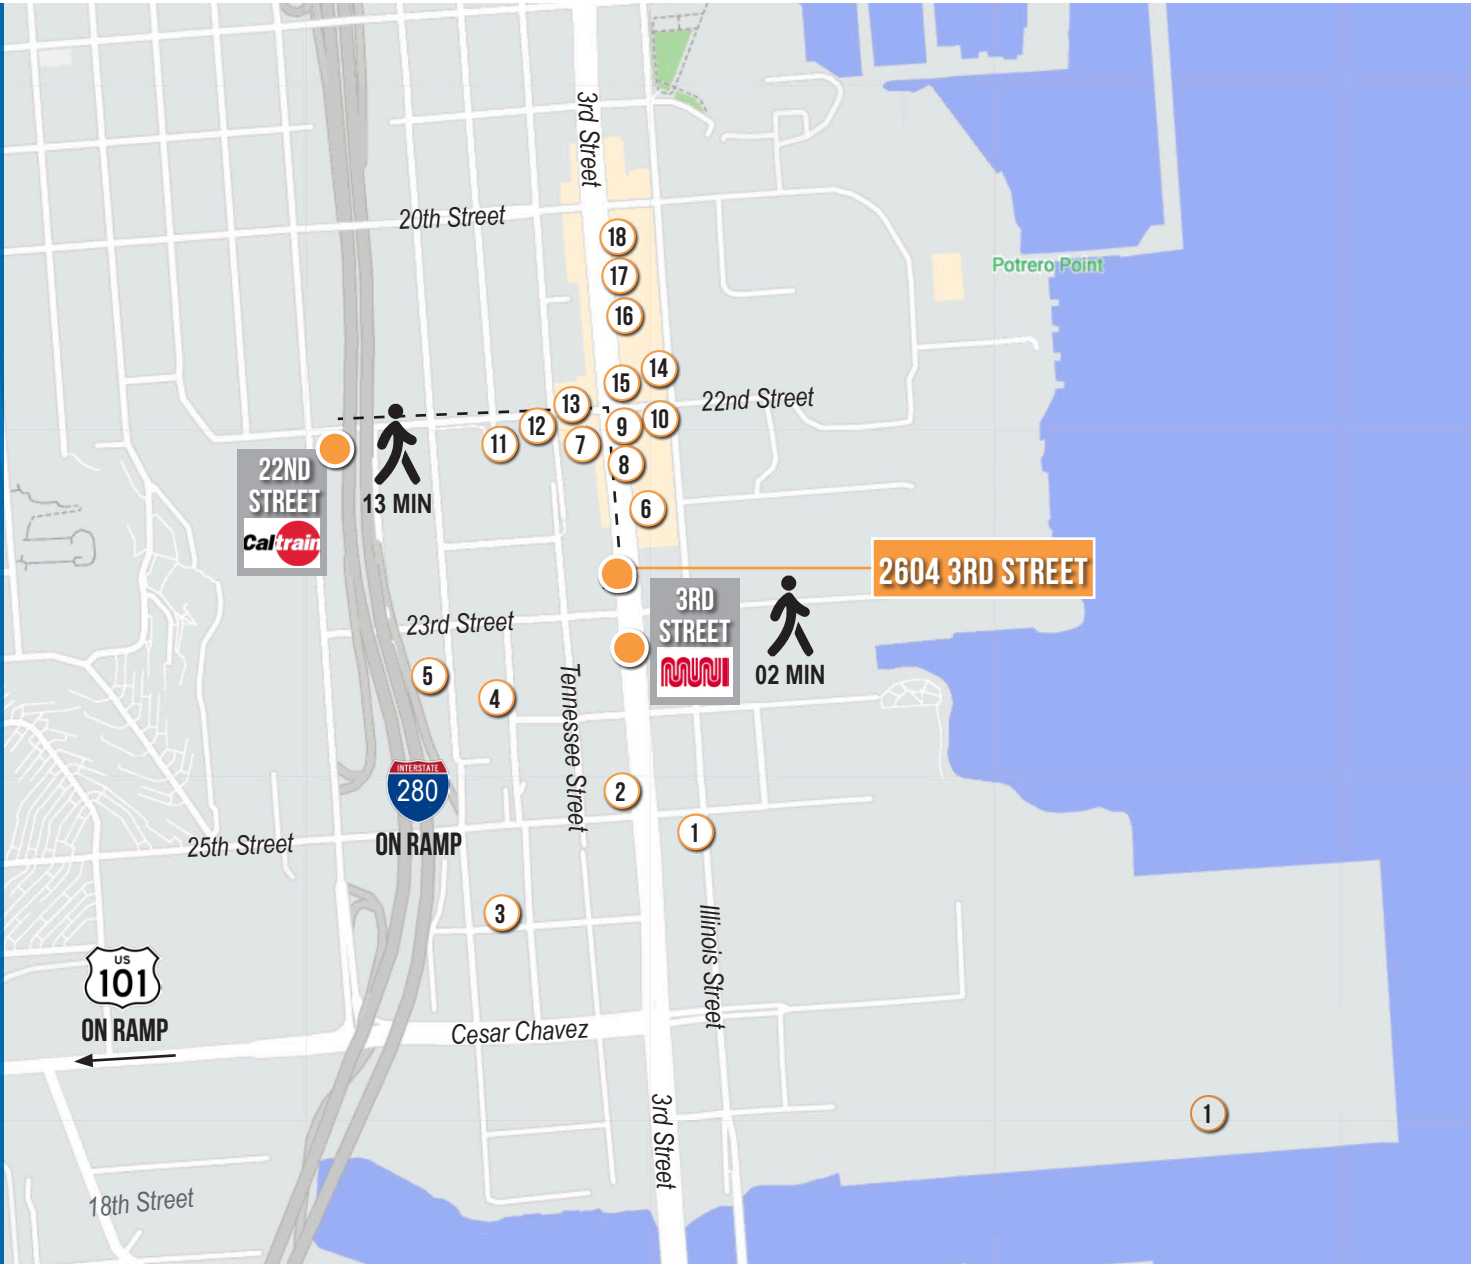 3rd Street
20th Street
18
17
16
Potrero Point
14
15
22nd Street
13
12
9
10
11
7
8
22ND
STREET
Caltrain
13 MIN
6
2604 3RD STREET
3RD
STREET
MUNI
02 MIN
23rd Street
5
4
Tennessee Street
INTERSTATE
280
ON RAMP
2
1
25th Street
3
Illinois Street
US
101
ON RAMP
Cesar Chavez
3rd Street
1
18th Street